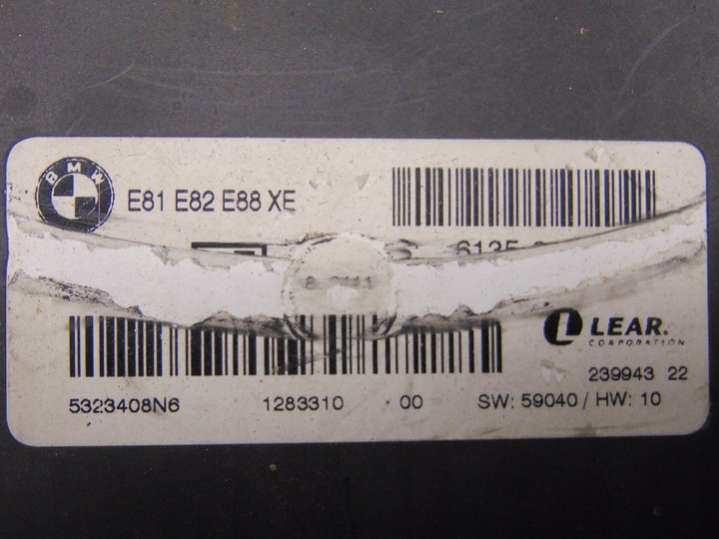 BMW
E81 E82 E88 XE
LEAR.
CORPORATION
239943 22
5323408N6 1283310 00 SW: 59040 / HW: 10